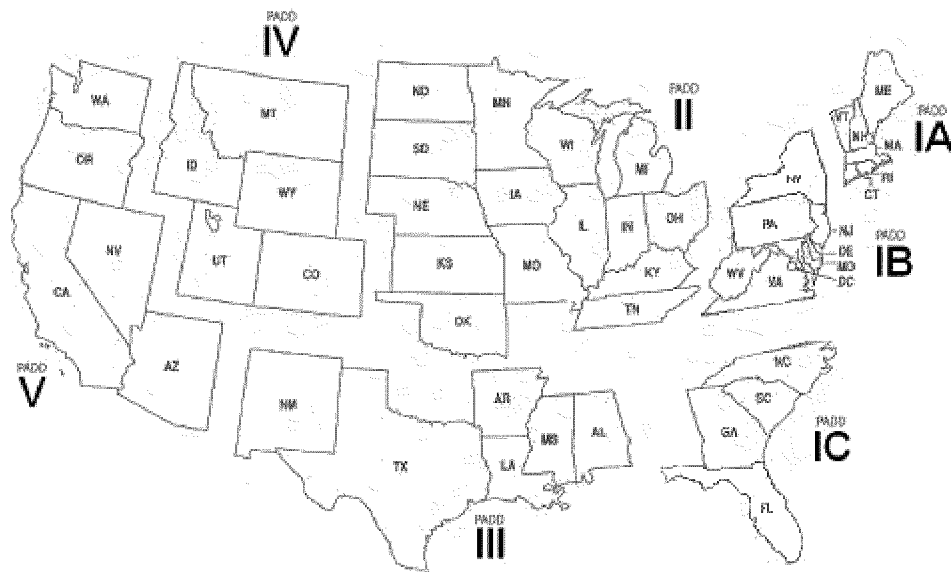 PADD
IV
WA
MT
ND
MN
OR
ID
SD
WI
MI
PADD
II
ME
VT
NH
PADD
IA
MA
RI
CT
WY
NE
IA
NY
NV
UT
CO
KS
MO
IL
IN
OH
PA
NJ
DE
MD
DC
PADD
IB
CA
WV
VA
KY
TN
OK
AZ
NM
AR
NC
SC
PADD
V
TX
LA
MS
AL
GA
PADD
IC
FL
PADD
III